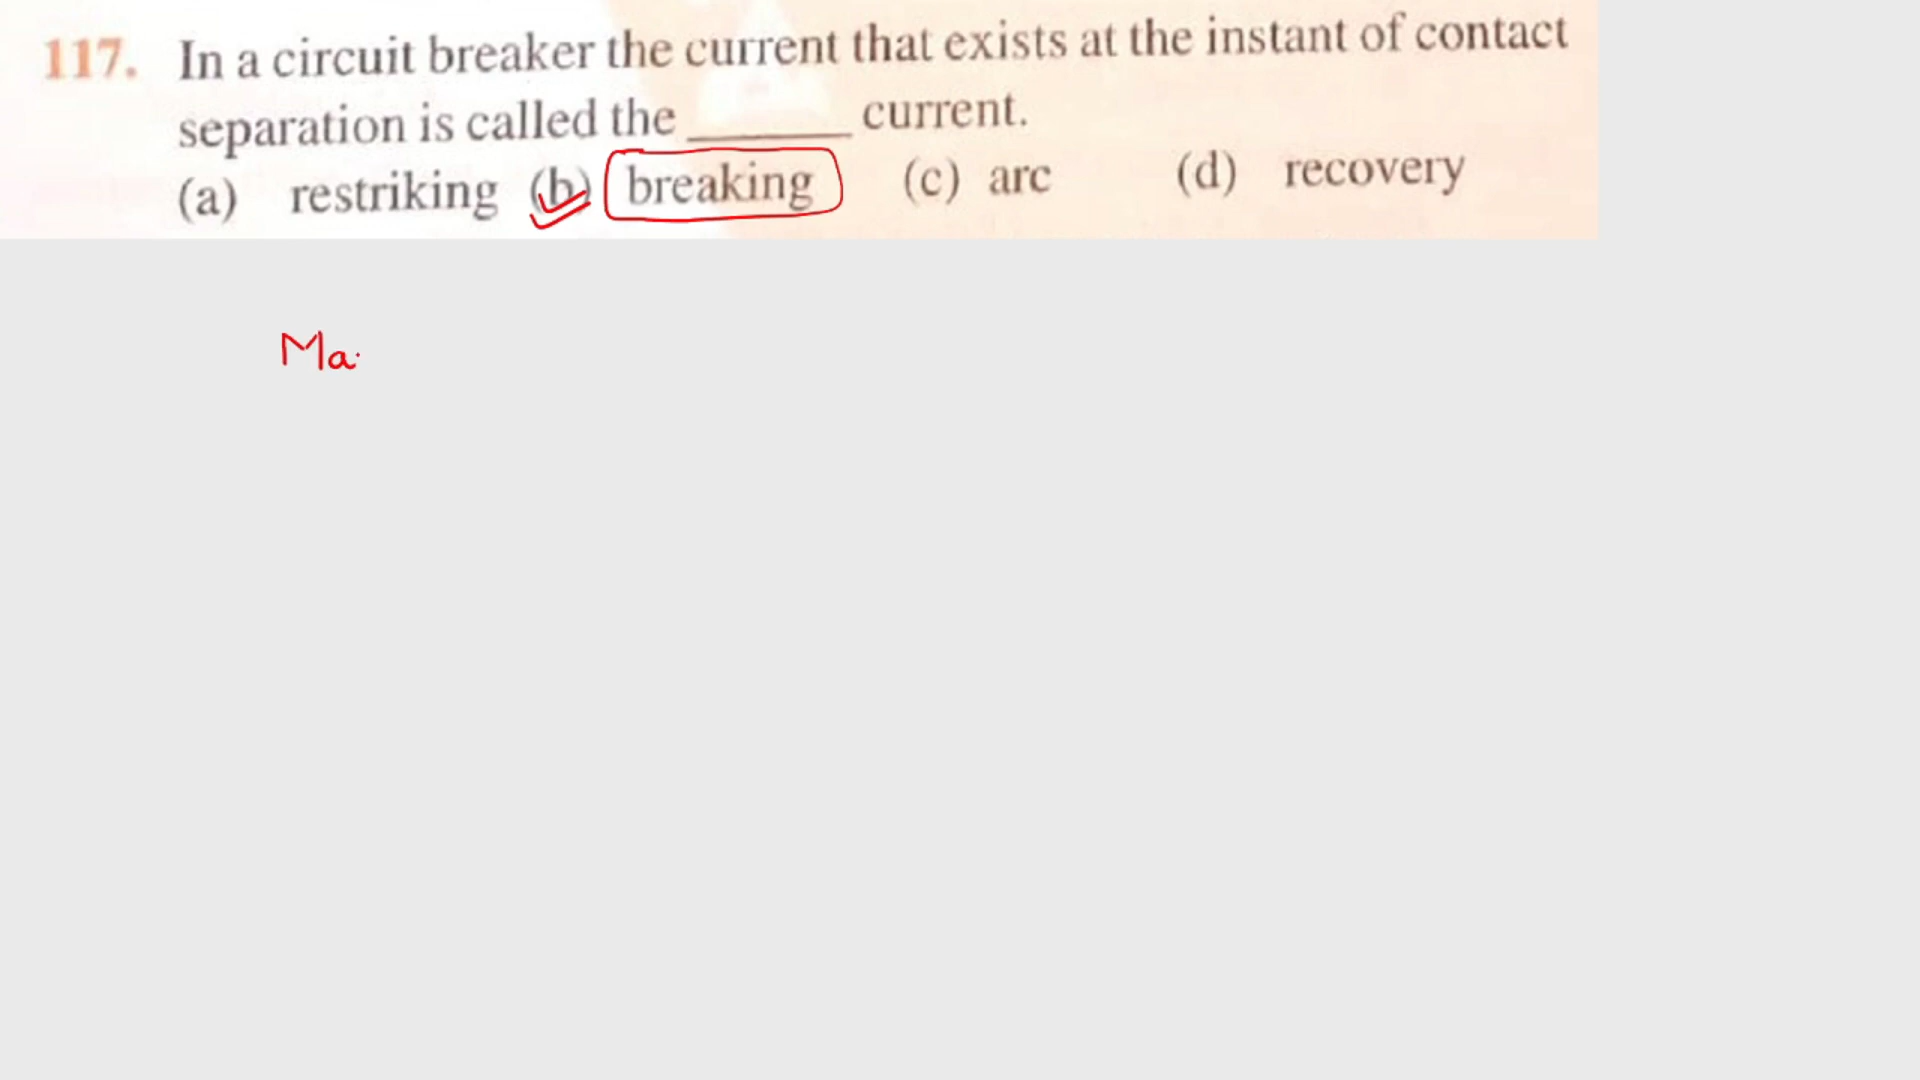 117. In a circuit breaker the current that exists at the instant of contact
separation is called the ______ current.
(a) restriking (b) breaking (c) arc (d) recovery
Ma